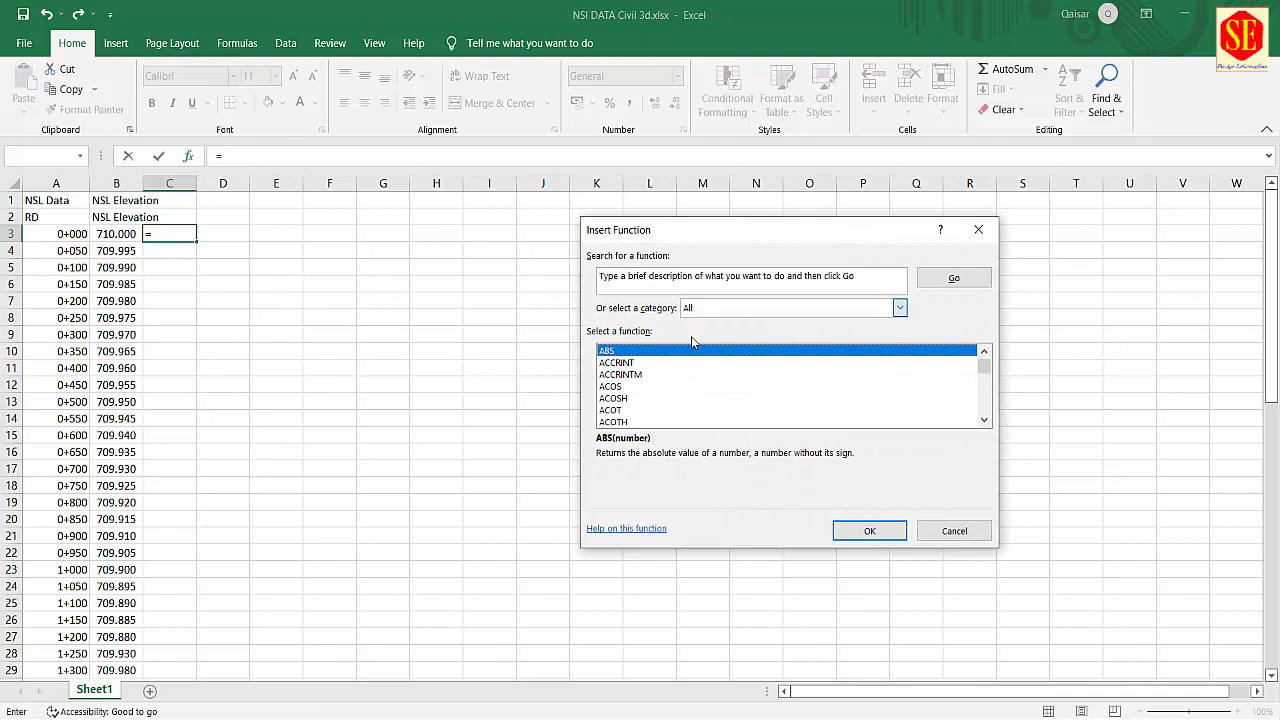 NSI DATA Civil 3d.xlsx - Excel
Qaisar Q
SE
Design Information
File Home Insert Page Layout Formulas Data Review View Help Tell me what you want to do
Paste
Cut
Copy
Format Painter
Calibri 11
B I U
Wrap Text
Merge & Center
General
Conditional Formatting
Format as Table
Cell Styles
Insert Delete Format
AutoSum
Fill
Clear
Sort & Filter
Find & Select
Clipboard Font Alignment Number Styles Cells Editing
fx =
A B C D E F G H I J K L M N O P Q R S T U V W
1 NSL Data NSL Elevation
2 RD NSL Elevation
3 0+000 710.000 =
4 0+050 709.995
5 0+100 709.990
6 0+150 709.985
7 0+200 709.980
8 0+250 709.975
9 0+300 709.970
10 0+350 709.965
11 0+400 709.960
12 0+450 709.955
13 0+500 709.950
14 0+550 709.945
15 0+600 709.940
16 0+650 709.935
17 0+700 709.930
18 0+750 709.925
19 0+800 709.920
20 0+850 709.915
21 0+900 709.910
22 0+950 709.905
23 1+000 709.900
24 1+050 709.895
25 1+100 709.890
26 1+150 709.885
27 1+200 709.880
28 1+250 709.930
29 1+300 709.980
Insert Function ?
Search for a function:
Type a brief description of what you want to do and then click Go
Go
Or select a category: All
Select a function:
ABS
ACCRINT
ACCRINTM
ACOS
ACOSH
ACOT
ACOTH
ABS(number)
Returns the absolute value of a number, a number without its sign.
Help on this function
OK Cancel
Sheet1
Enter Accessibility: Good to go 100%